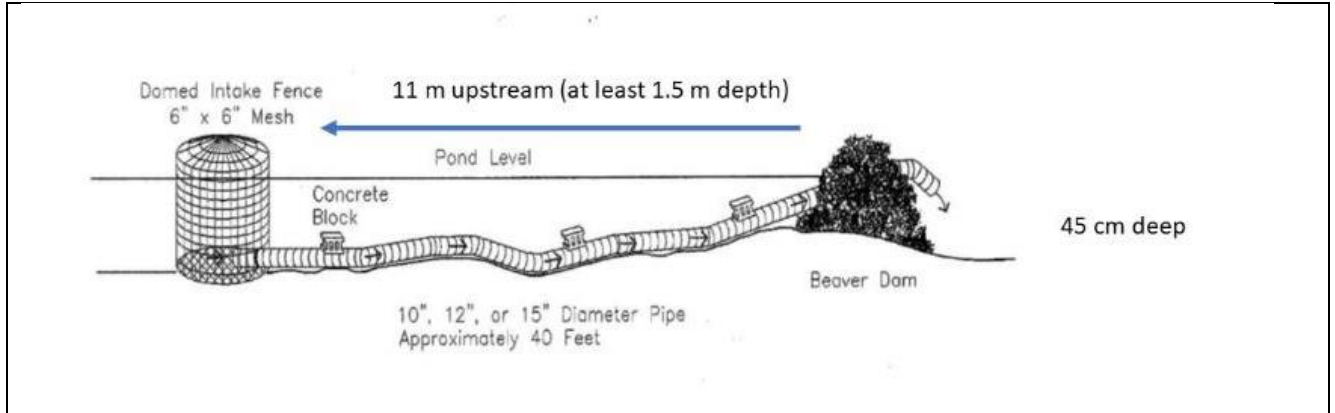 Domed Intake Fence
6" x 6" Mesh
11 m upstream (at least 1.5 m depth)
Pond Level
Concrete
Block
45 cm deep
Beaver Dam
10", 12", or 15" Diameter Pipe
Approximately 40 Feet